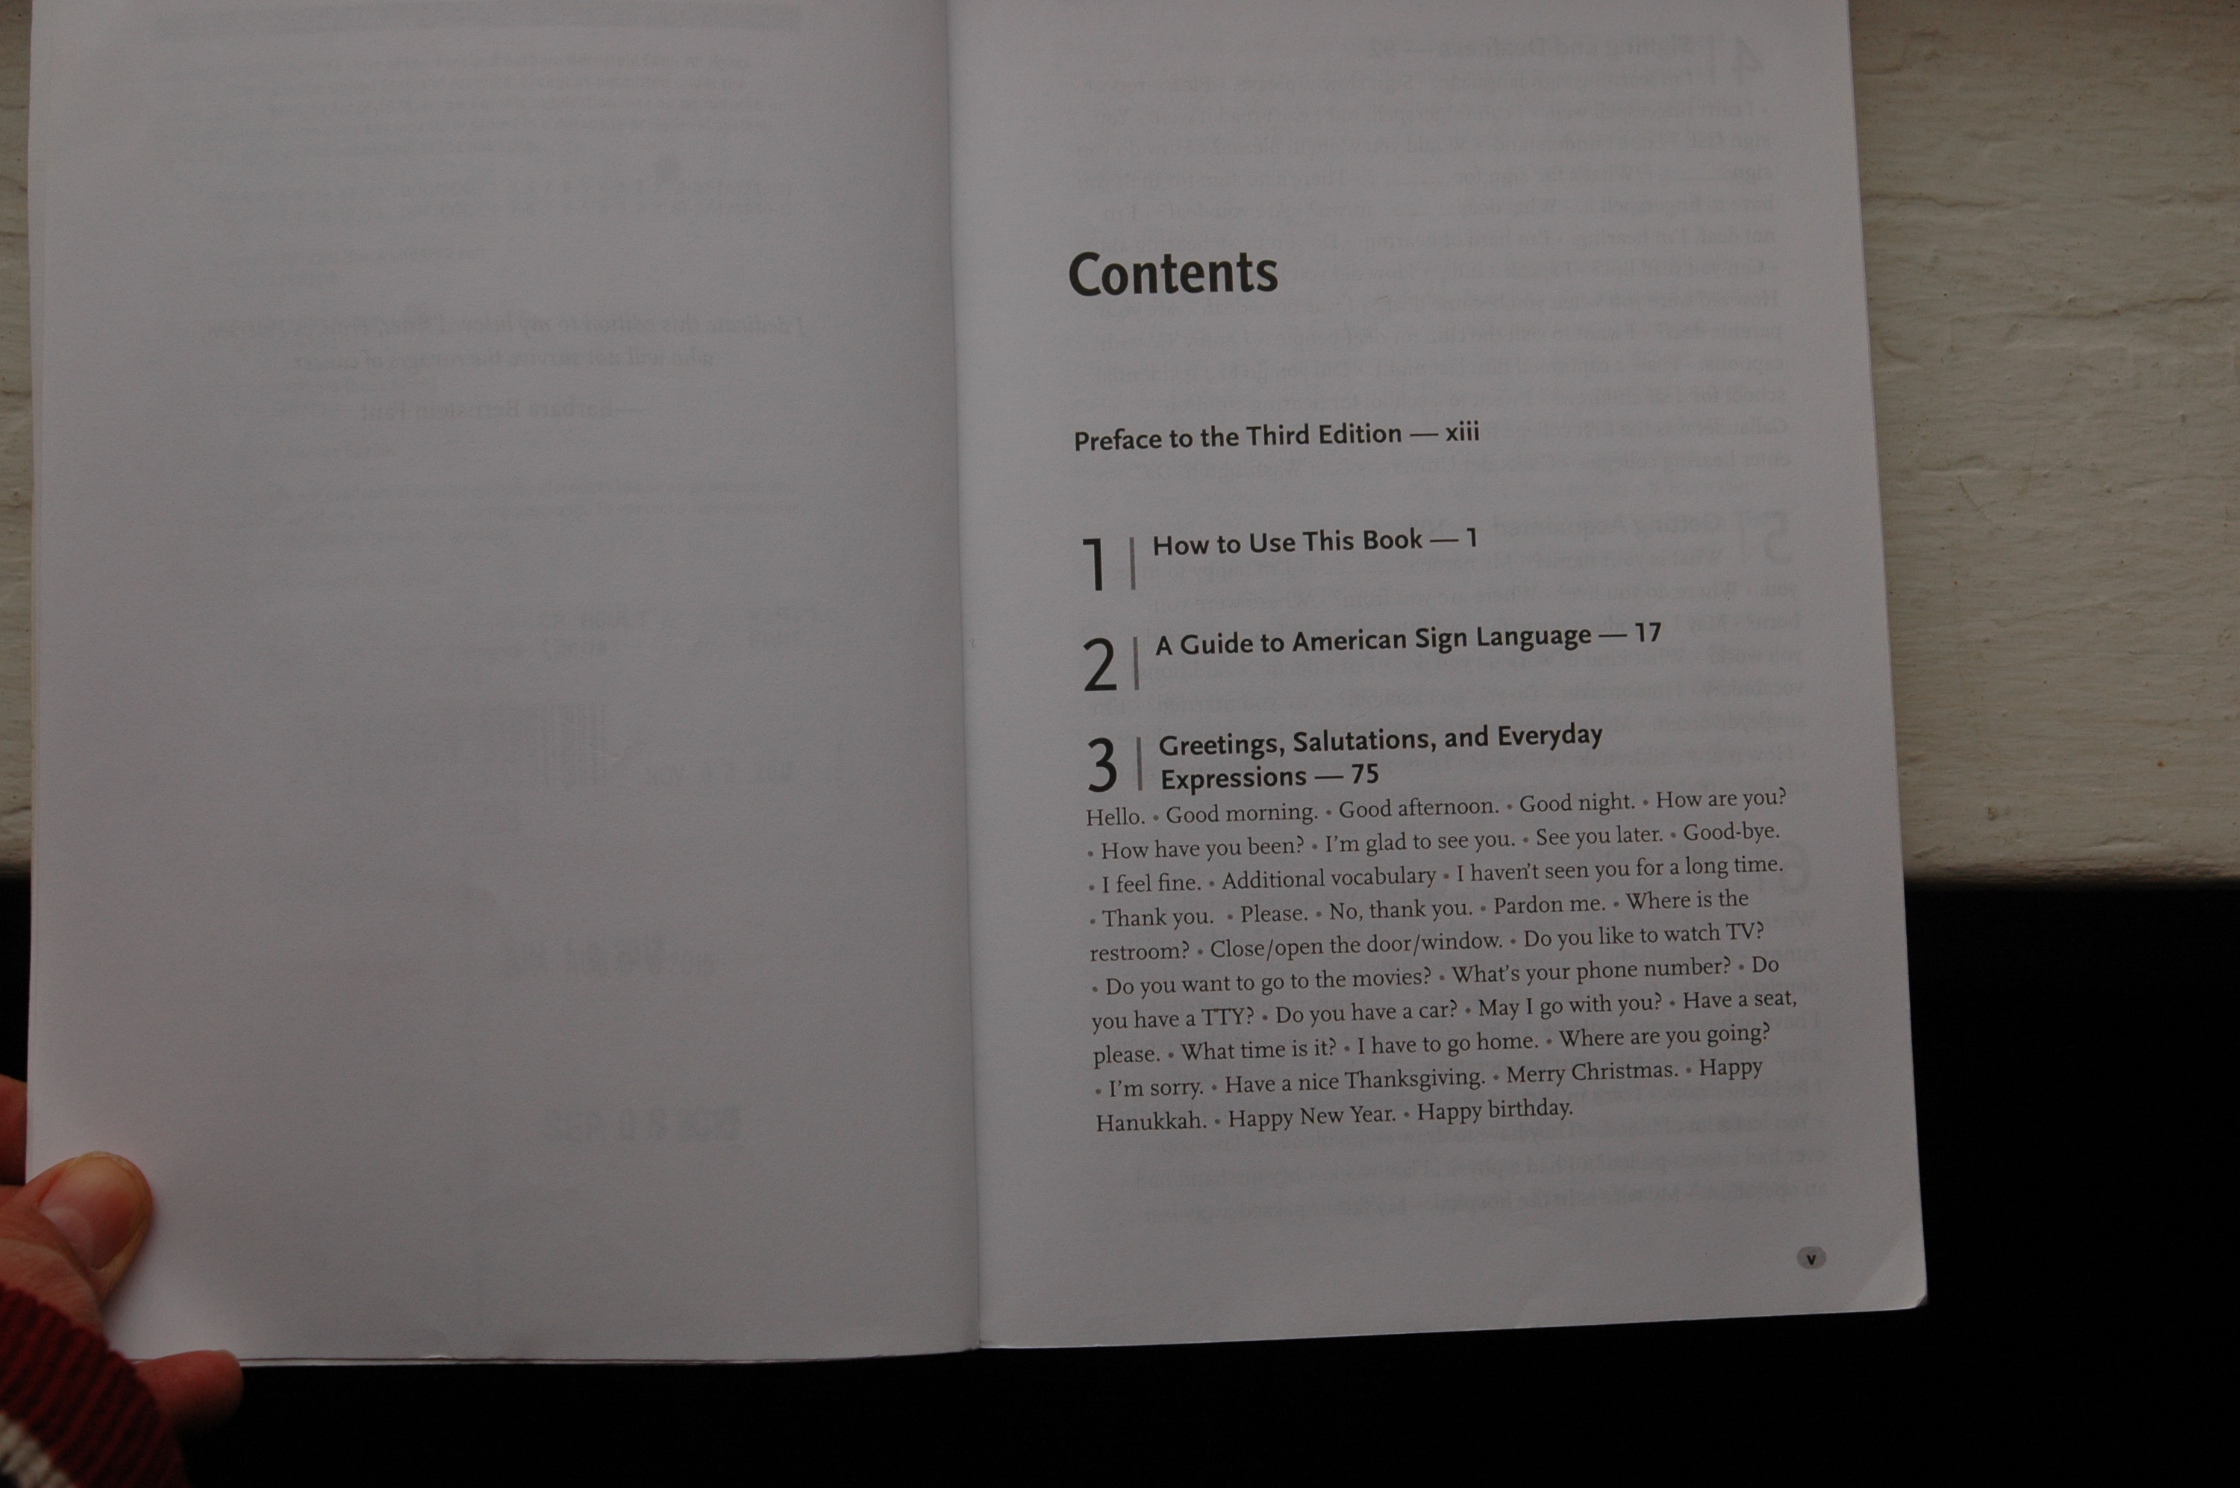 Contents
Preface to the Third Edition — xiii
1 | How to Use This Book — 1
2 | A Guide to American Sign Language — 17
3 | Greetings, Salutations, and Everyday
Expressions — 75
Hello. • Good morning. • Good afternoon. • Good night. • How are you?
• How have you been? • I'm glad to see you. • See you later. • Good-bye.
• I feel fine. • Additional vocabulary • I haven't seen you for a long time.
• Thank you. • Please. • No, thank you. • Pardon me. • Where is the
restroom? • Close/open the door/window. • Do you like to watch TV?
• Do you want to go to the movies? • What's your phone number? • Do
you have a TTY? • Do you have a car? • May I go with you? • Have a seat,
please. • What time is it? • I have to go home. • Where are you going?
• I'm sorry. • Have a nice Thanksgiving. • Merry Christmas. • Happy
Hanukkah. • Happy New Year. • Happy birthday.
v